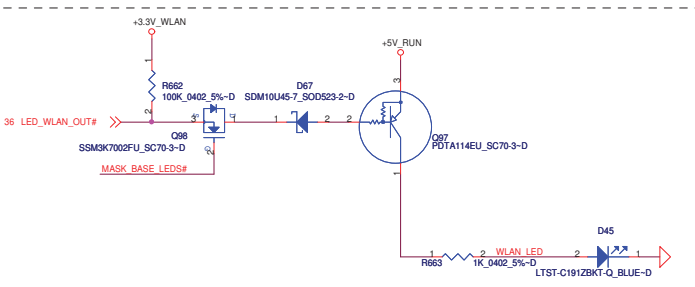 +3.3V_WLAN
+5V_RUN
1
R662
100K_0402_5%~D
2
D67
SDM10U45-7_SOD523-2~D
3
36 LED_WLAN_OUT#
3
1
1
2
2
Q98
SSM3K7002FU_SC70-3~D
2
Q97
PDTA114EU_SC70-3~D
MASK_BASE_LEDS#
1
D45
1
2
WLAN_LED
2
1
R663
1K_0402_5%~D
LTST-C191ZBKT-Q_BLUE~D